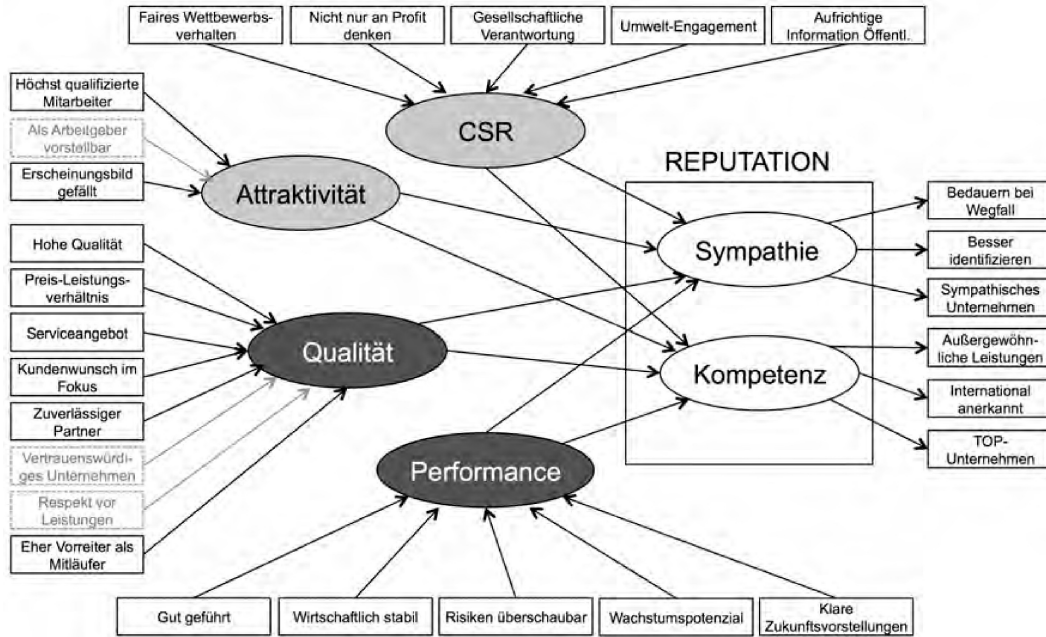 Faires Wettbewerbs-
verhalten
Nicht nur an Profit
denken
Gesellschaftliche
Verantwortung
Umwelt-Engagement
Aufrichtige
Information Öffentl.
Höchst qualifizierte
Mitarbeiter
Als Arbeitgeber
vorstellbar
Erscheinungsbild
gefällt
CSR
Attraktivität
REPUTATION
Hohe Qualität
Preis-Leistungs-
verhältnis
Serviceangebot
Kundenwunsch im
Fokus
Zuverlässiger
Partner
Vertrauenswürdi-
ges Unternehmen
Respekt vor
Leistungen
Eher Vorreiter als
Mitläufer
Qualität
Performance
Sympathie
Kompetenz
Bedauern bei
Wegfall
Besser
identifizieren
Sympathisches
Unternehmen
Außergewöhn-
liche Leistungen
International
anerkannt
TOP-
Unternehmen
Gut geführt
Wirtschaftlich stabil
Risiken überschaubar
Wachstumspotenzial
Klare
Zukunftsvorstellungen